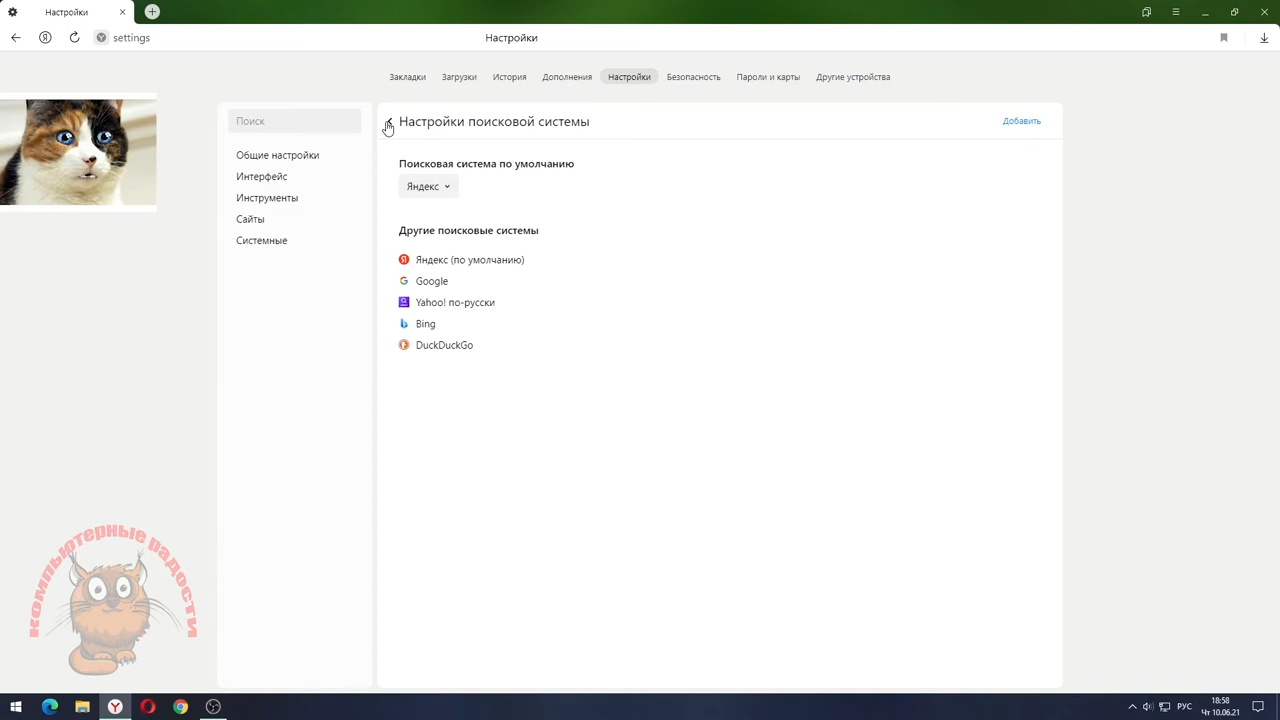 Настройки
settings
Настройки
Закладки
Загрузки
История
Дополнения
Настройки
Безопасность
Пароли и карты
Другие устройства
Поиск
Общие настройки
Интерфейс
Инструменты
Сайты
Системные
Настройки поисковой системы
Добавить
Поисковая система по умолчанию
Яндекс
Другие поисковые системы
Яндекс (по умолчанию)
Google
Yahoo! по-русски
Bing
DuckDuckGo
компьютерные радости
РУС
18:58
Чт 10.06.21